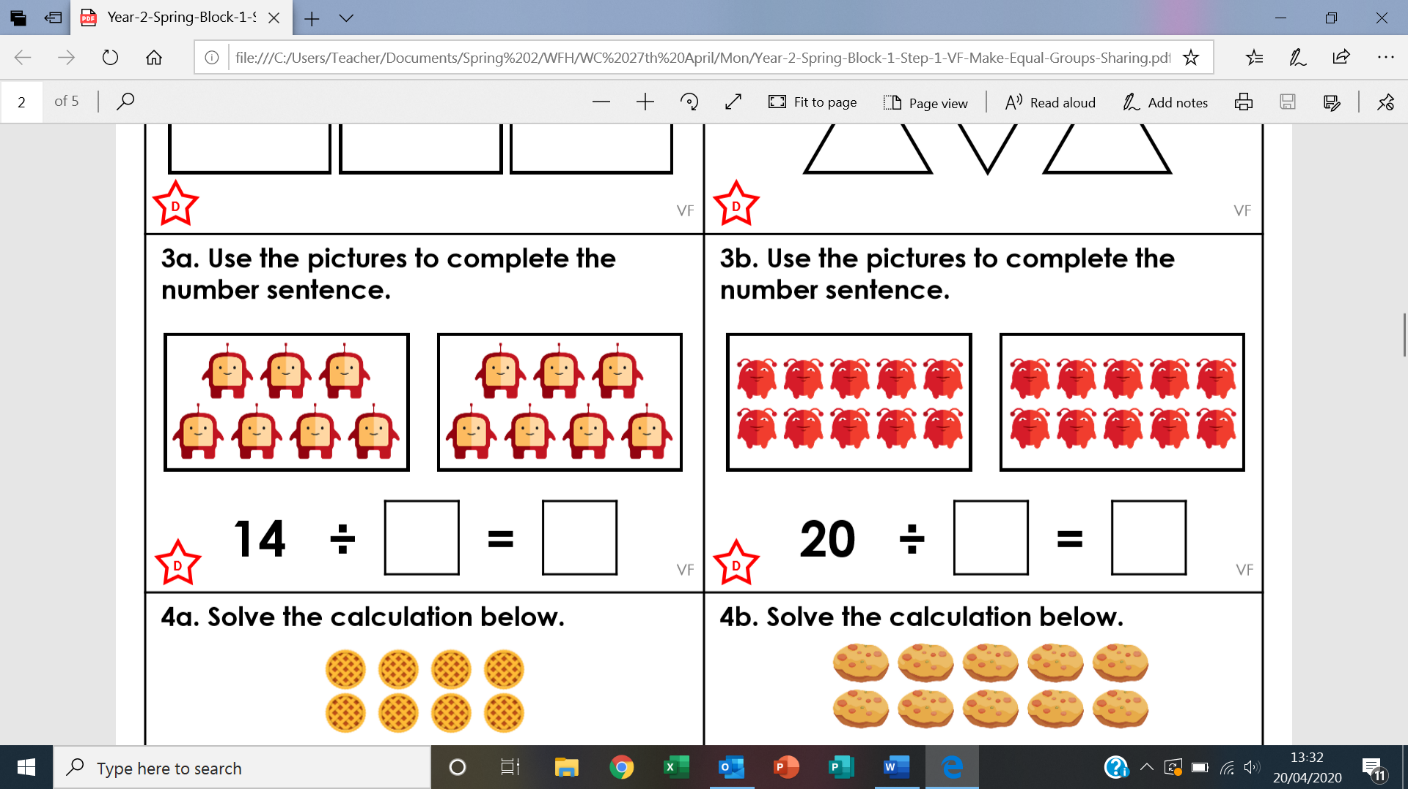 Year-2-Spring-Block-1-S
file:///C:/Users/Teacher/Documents/Spring%202/WFH/WC%2027th%20April/Mon/Year-2-Spring-Block-1-Step-1-VF-Make-Equal-Groups-Sharing.pdf
2 of 5
Fit to page
Page view
Read aloud
Add notes
D VF
D VF
3a. Use the pictures to complete the
number sentence.
14 ÷ =
D VF
3b. Use the pictures to complete the
number sentence.
20 ÷ =
D VF
4a. Solve the calculation below.
4b. Solve the calculation below.
Type here to search
13:32
20/04/2020
11